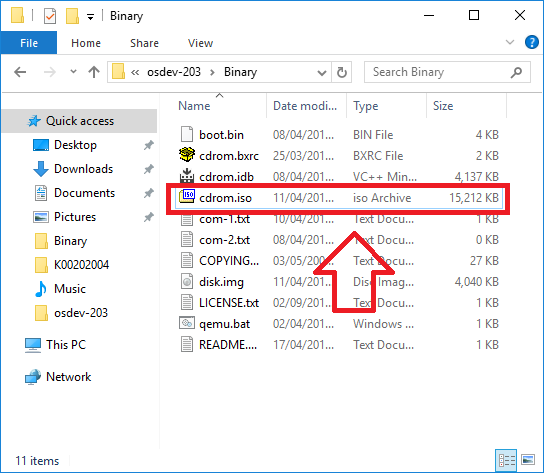 Binary
File Home Share View
osdev-203 Binary Search Binary
Name Date modi... Type Size
Quick access
Desktop
Downloads
Documents
Pictures
Binary
K00202004
Music
osdev-203
This PC
Network
boot.bin 08/04/201... BIN File 4 KB
cdrom.bxrc 25/03/201... BXRC File 2 KB
cdrom.idb 08/04/201... VC++ Min... 4,137 KB
cdrom.iso 11/04/201... iso Archive 15,212 KB
com-1.txt 10/04/201... Text Docu... 1 KB
com-2.txt 08/04/201... Text D 0 KB
COPYING... 03/05/200 Text D 27 KB
disk.img 11/04/201 Disc Imag... 4,040 KB
LICENSE.txt 02/09/201 Text Docu... 1 KB
qemu.bat 02/04/201... Windows ... 1 KB
README.... 17/04/201... Text Docu... 1 KB
11 items
ISO